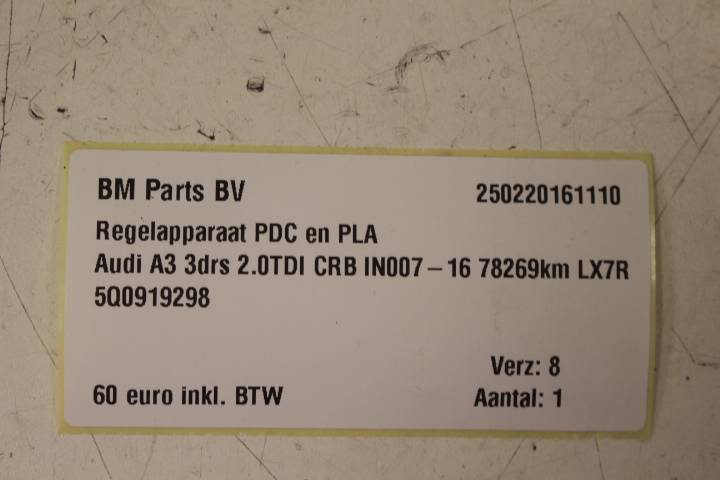 BM Parts BV 250220161110
Regelapparaat PDC en PLA
Audi A3 3drs 2.0TDI CRB IN007-16 78269km LX7R
5Q0919298
Verz: 8
60 euro inkl. BTW Aantal: 1